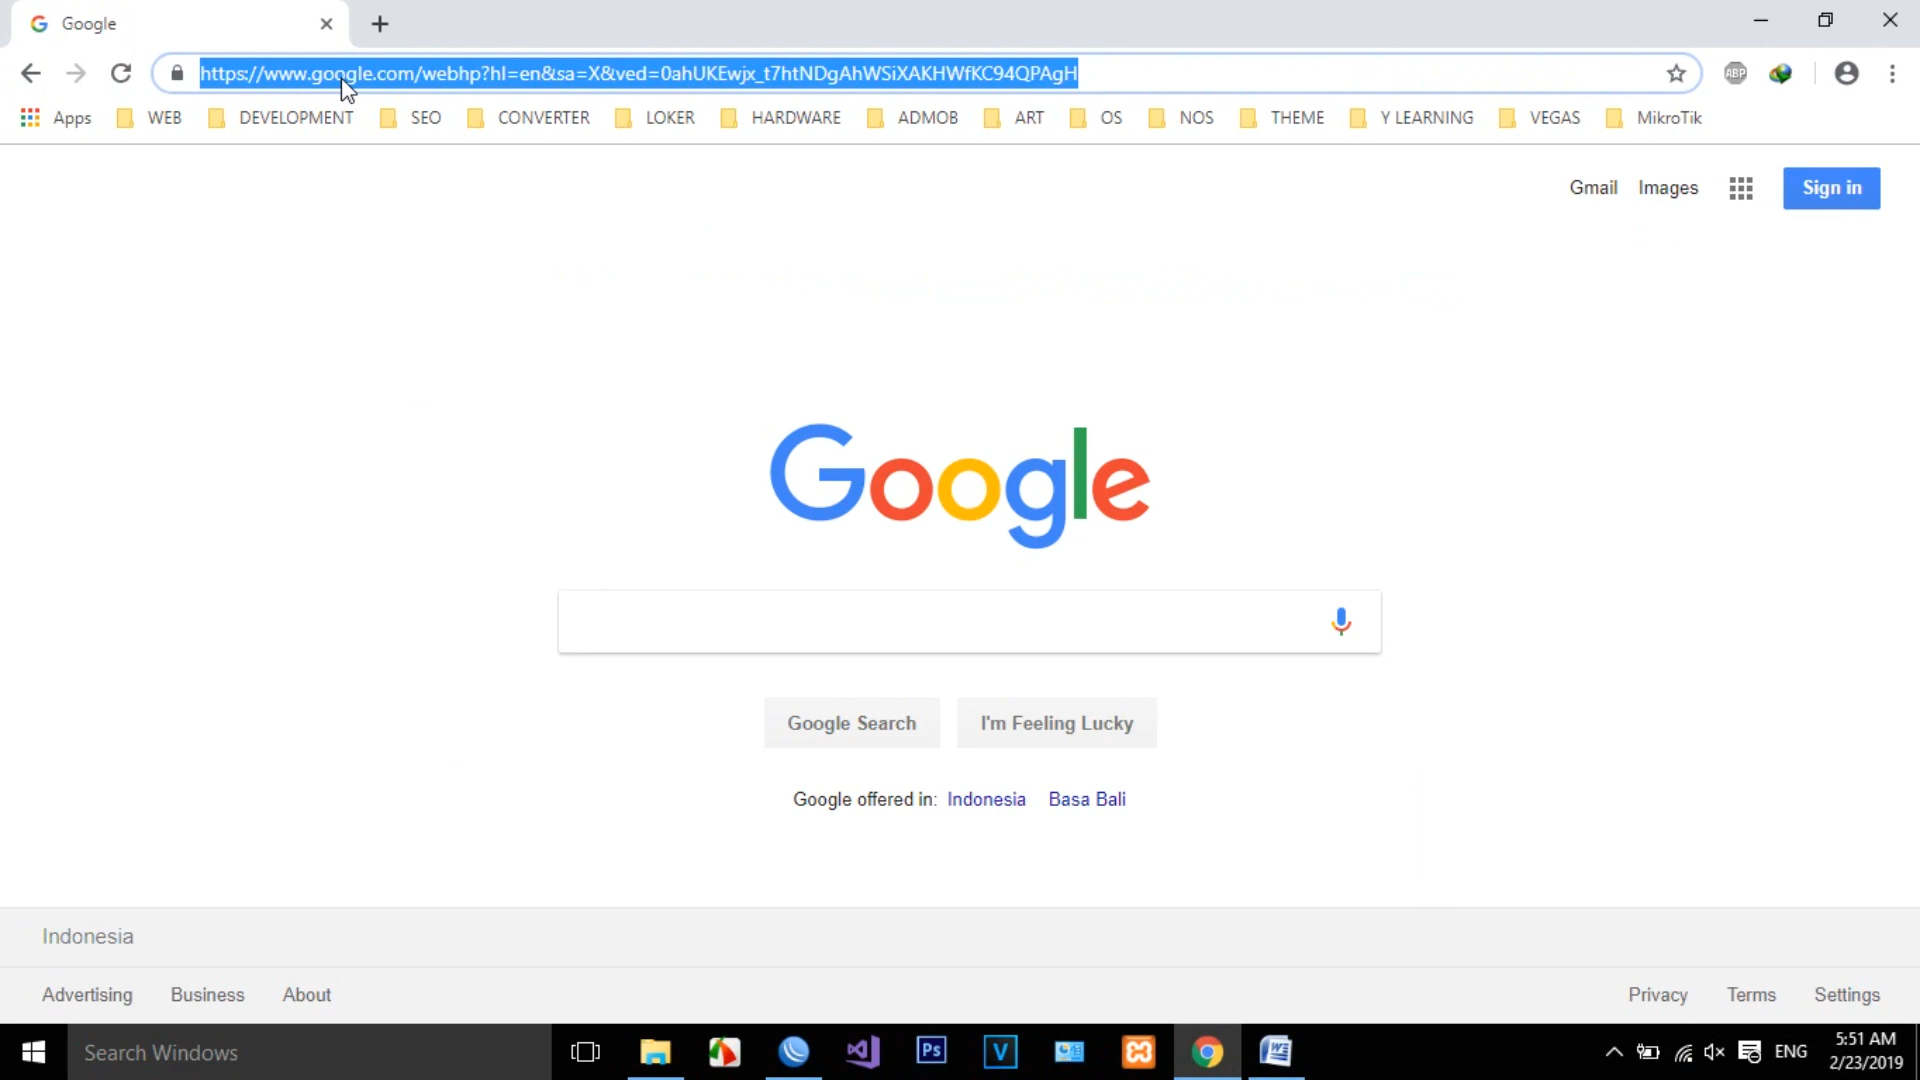 Google
https://www.google.com/webhp?hl=en&sa=X&ved=0ahUKEwjx_t7htNDgAhWSiXAKHWfKC94QPAgH
ABP
Apps WEB DEVELOPMENT SEO CONVERTER LOKER HARDWARE ADMOB ART OS NOS THEME Y LEARNING VEGAS MikroTik
Gmail Images Sign in
Google
Google Search I'm Feeling Lucky
Google offered in: Indonesia Basa Bali
Indonesia
Advertising Business About Privacy Terms Settings
Search Windows Ps V ENG 5:51 AM
2/23/2019